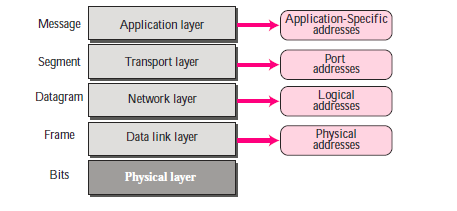 Message
Application layer
Application-Specific
addresses
Segment
Transport layer
Port
addresses
Datagram
Network layer
Logical
addresses
Frame
Data link layer
Physical
addresses
Bits
Physical layer